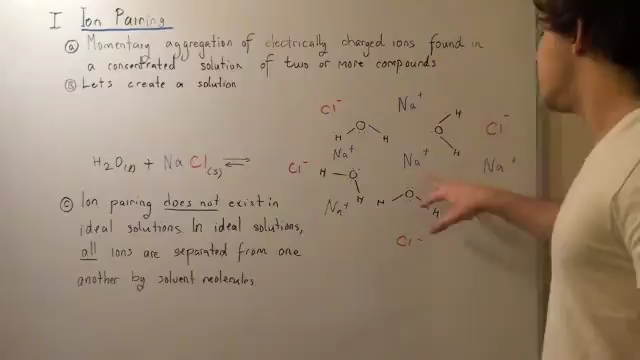 I Ion Pairing
ⓐ Momentary aggregation of electrically charged ions found in
a concentrated solution of two or more compounds
ⓑ Lets create a solution
Cl⁻ Na⁺ H
H O H O Cl⁻
H
Na⁺ Na⁺ Na⁺
H₂O(l) + NaCl(s) ⇌ Cl⁻ H O
H O H
Na⁺ H
ⓒ Ion pairing does not exist in
ideal solutions. In ideal solutions,
Cl⁻
all ions are separated from one
another by solvent molecules